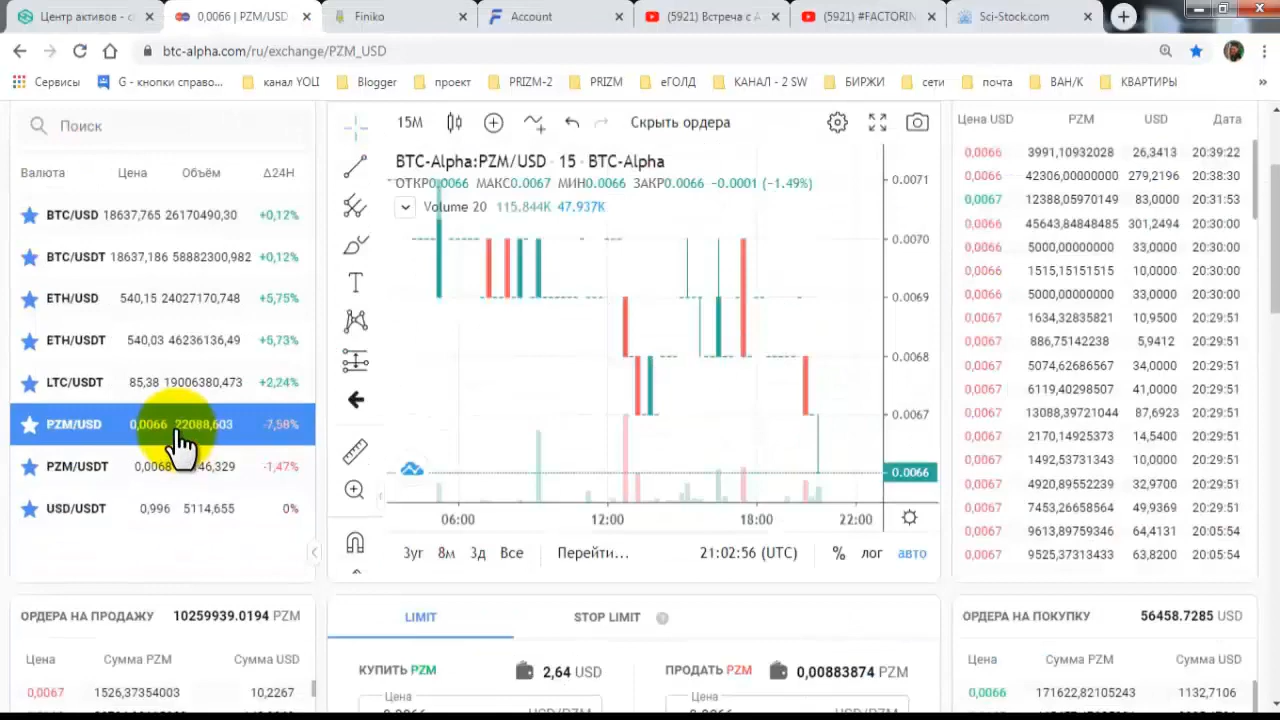 Центр активов - с
0,0066 | PZM/USD
Finiko
Account
(5921) Встреча с А
(5921) #FACTORIN
Sci-Stock.com
btc-alpha.com/ru/exchange/PZM_USD
Сервисы
G - кнопки справо...
канал YOLI
Blogger
проект
PRIZM-2
PRIZM
еГОЛД
КАНАЛ - 2 SW
БИРЖИ
сети
почта
ВАН/К
КВАРТИРЫ
»
Поиск
Валюта Цена Объём Δ24H
BTC/USD 18637,765 26170490,30 +0,12%
BTC/USDT 18637,186 58882300,982 +0,12%
ETH/USD 540,15 24027170,748 +5,75%
ETH/USDT 540,03 46236136,49 +5,73%
LTC/USDT 85,38 19006380,473 +2,24%
PZM/USD 0,0066 22088,603 -7,58%
PZM/USDT 0,0068 46,329 -1,47%
USD/USDT 0,996 5114,655 0%
15М
Скрыть ордера
BTC-Alpha:PZM/USD · 15 · BTC-Alpha
ОТКР0.0066 МАКС0.0067 МИН0.0066 ЗАКР0.0066 -0.0001 (-1.49%)
Volume 20 115.844K 47.937K
0.0071
0.0070
0.0069
0.0068
0.0067
0.0066
06:00 12:00 18:00 22:00
3уг 8м 3д Все Перейти... 21:02:56 (UTC) % лог авто
Цена USD PZM USD Дата
0,0066 3991,10932028 26,3413 20:39:22
0,0066 42306,00000000 279,2196 20:38:30
0,0067 12388,05970149 83,0000 20:31:53
0,0066 45643,84848485 301,2494 20:30:00
0,0066 5000,00000000 33,0000 20:30:00
0,0066 1515,15151515 10,0000 20:30:00
0,0066 5000,00000000 33,0000 20:30:00
0,0067 1634,32835821 10,9500 20:29:51
0,0067 886,75142238 5,9412 20:29:51
0,0067 5074,62686567 34,0000 20:29:51
0,0067 6119,40298507 41,0000 20:29:51
0,0067 13088,39721044 87,6923 20:29:51
0,0067 2170,14925373 14,5400 20:29:51
0,0067 1492,53731343 10,0000 20:29:51
0,0067 4920,89552238 32,9700 20:29:51
0,0067 7453,26658564 49,9369 20:29:51
0,0067 9613,89759346 64,4131 20:05:54
0,0067 9525,37313433 63,8200 20:05:54
ОРДЕРА НА ПРОДАЖУ 10259939.0194 PZM
Цена Сумма PZM Сумма USD
0,0067 1526,37354003 10,2267
LIMIT STOP LIMIT
КУПИТЬ PZM 2,64 USD
Цена
ПРОДАТЬ PZM 0,00883874 PZM
Цена
ОРДЕРА НА ПОКУПКУ 56458.7285 USD
Цена Сумма PZM Сумма USD
0,0066 171622,82105243 1132,7106